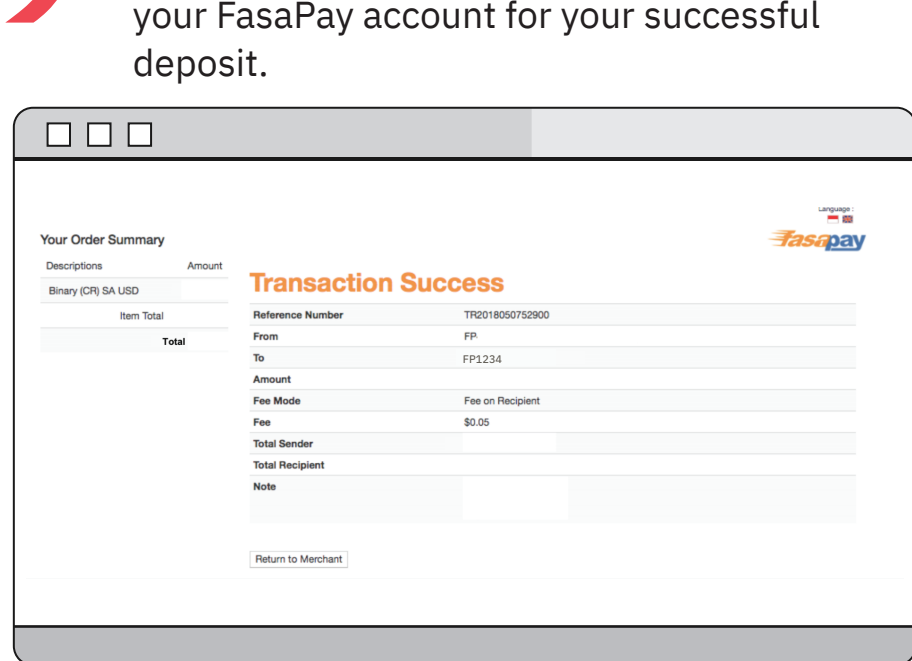 your FasaPay account for your successful
deposit.
Language :
fasapay
Your Order Summary
Descriptions Amount
Binary (CR) SA USD
Item Total
Total
Transaction Success
Reference Number TR2018050752900
From FP
To FP1234
Amount
Fee Mode Fee on Recipient
Fee $0.05
Total Sender
Total Recipient
Note
Return to Merchant